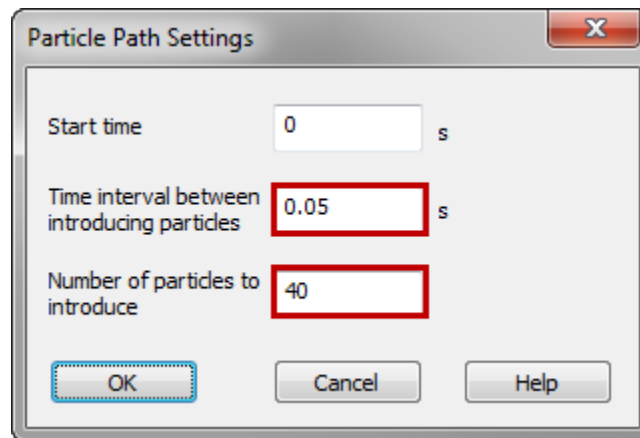 Particle Path Settings
Start time 0 s
Time interval between
introducing particles 0.05 s
Number of particles to
introduce 40
OK Cancel Help